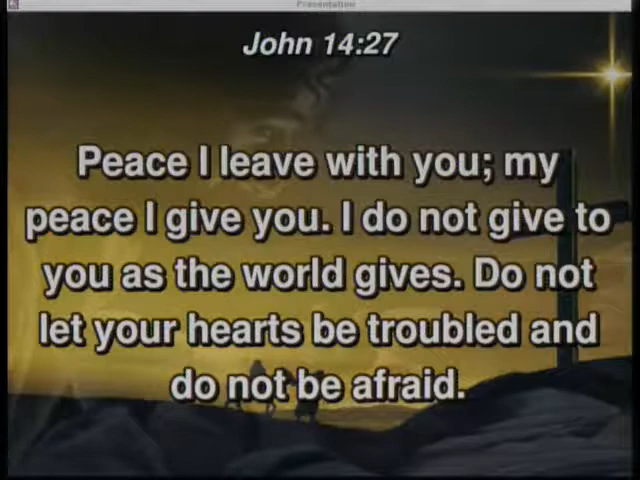 Presentation
John 14:27
Peace I leave with you; my
peace I give you. I do not give to
you as the world gives. Do not
let your hearts be troubled and
do not be afraid.